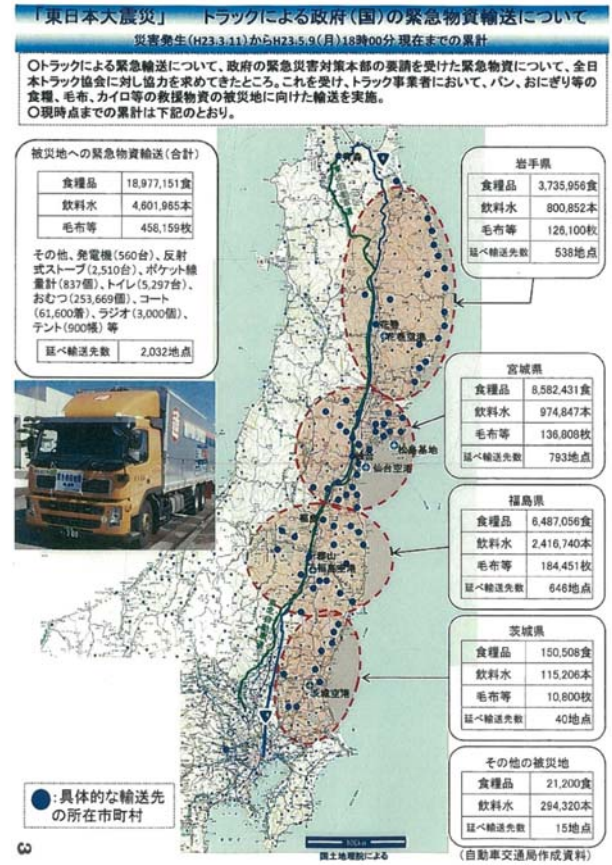 「東日本大震災」　トラックによる政府(国)の緊急物資輸送について
災害発生(H23.3.11)からH23.5.9(月)18時00分現在までの累計
○トラックによる緊急輸送について、政府の緊急災害対策本部の要請を受けた緊急物資について、全日
本トラック協会に対し協力を求めてきたところ。これを受け、トラック事業者において、パン、おにぎり等の
食糧、毛布、カイロ等の救援物資の被災地に向けた輸送を実施。
○現時点までの累計は下記のとおり。
被災地への緊急物資輸送(合計)
食糧品 18,977,151食
飲料水 4,601,965本
毛布等 458,159枚
その他、発電機(560台)、反射
式ストーブ(2,510台)、ポケット線
量計(837個)、トイレ(5,297台)、
おむつ(253,669個)、コート
(61,600着)、ラジオ(3,000個)、
テント(900帳) 等
延べ輸送先数 2,032地点
岩手県
食糧品 3,735,956食
飲料水 800,852本
毛布等 126,100枚
延べ輸送先数 538地点
宮城県
食糧品 8,582,431食
飲料水 974,847本
毛布等 136,808枚
延べ輸送先数 793地点
福島県
食糧品 6,487,056食
飲料水 2,416,740本
毛布等 184,451枚
延べ輸送先数 646地点
茨城県
食糧品 150,508食
飲料水 115,206本
毛布等 10,800枚
延べ輸送先数 40地点
その他の被災地
食糧品 21,200食
飲料水 294,320本
延べ輸送先数 15地点
花巻空港
松島基地
仙台空港
福島
郡山
福島空港
茨城空港
●:具体的な輸送先
の所在市町村
国土地理院による
(自動車交通局作成資料)
3